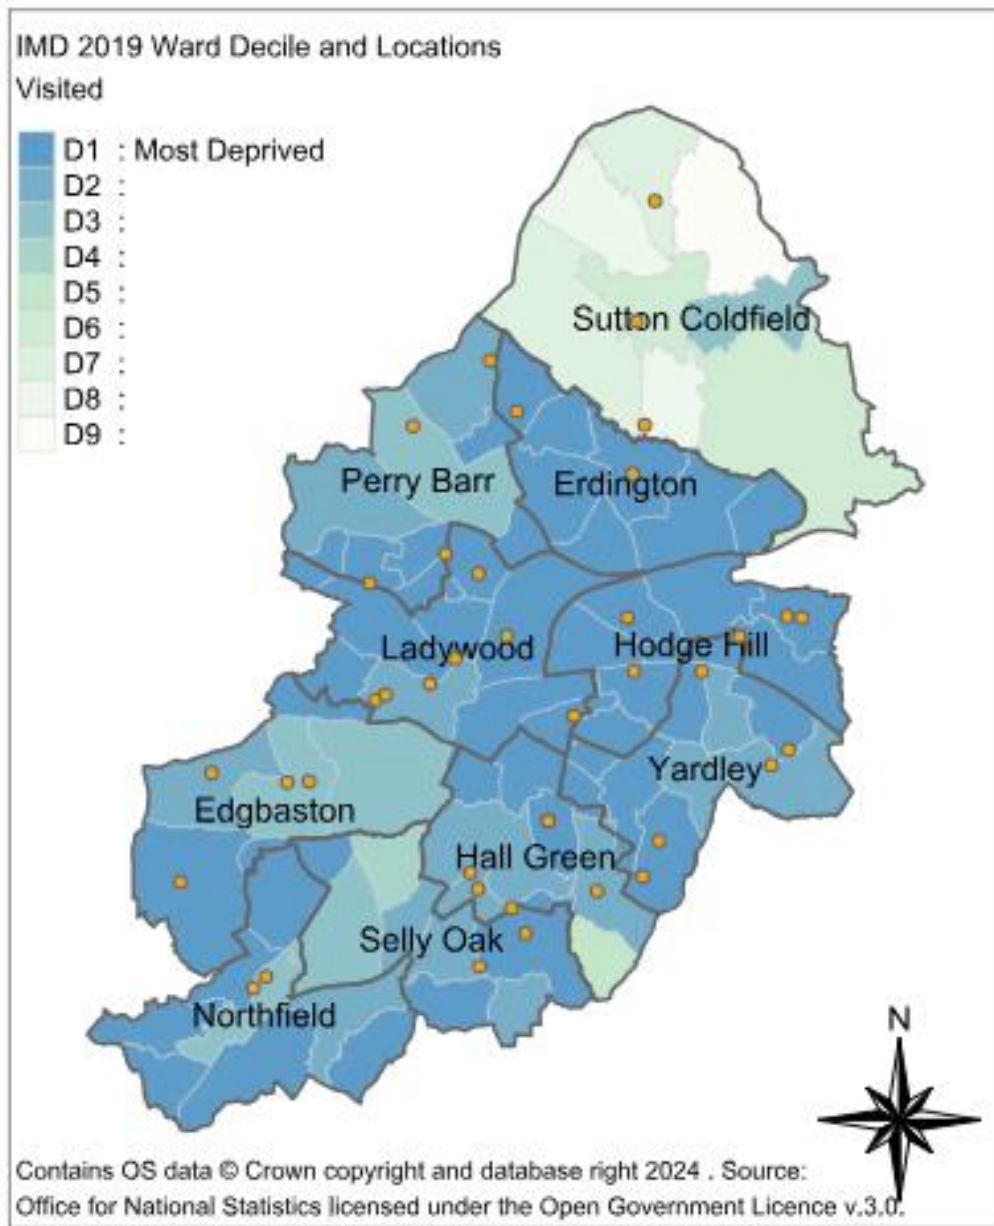 IMD 2019 Ward Decile and Locations
Visited
D1 : Most Deprived
D2 :
D3 :
D4 :
D5 :
D6 :
D7 :
D8 :
D9 :
Sutton Coldfield
Perry Barr
Erdington
Ladywood
Hodge Hill
Yardley
Edgbaston
Hall Green
Selly Oak
Northfield
N
Contains OS data © Crown copyright and database right 2024 . Source:
Office for National Statistics licensed under the Open Government Licence v.3.0.